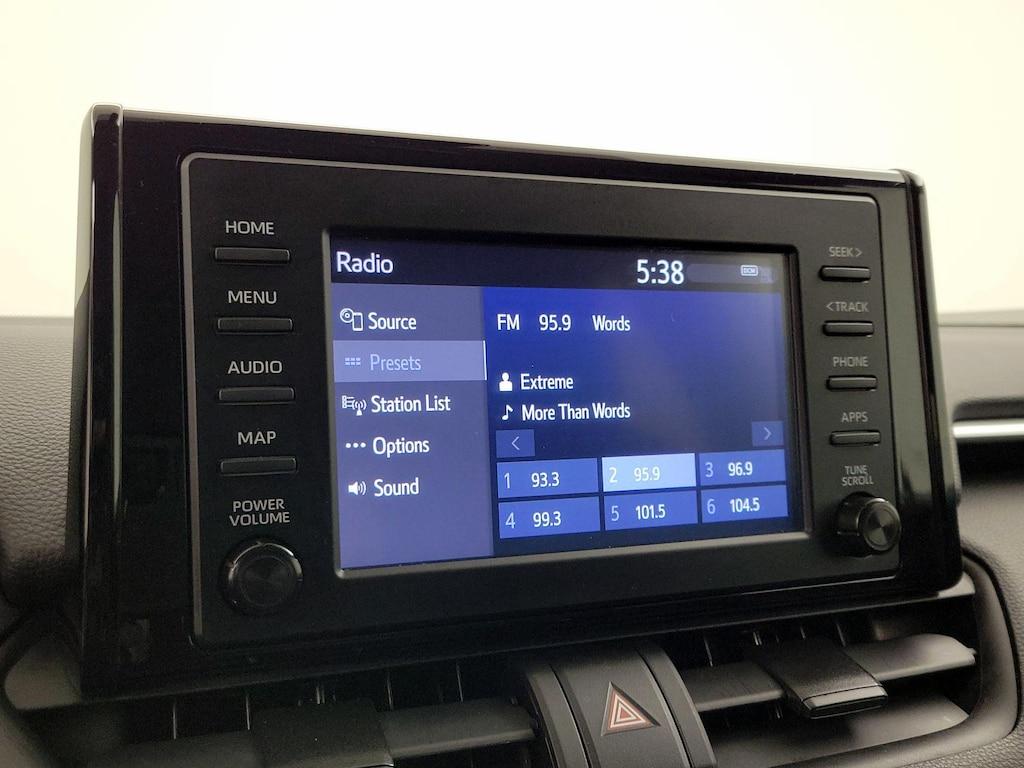 HOME
MENU
AUDIO
MAP
POWER
VOLUME
Radio
5:38
DCM
Source
Presets
Station List
Options
Sound
FM 95.9 Words
Extreme
More Than Words
<
>
1 93.3
2 95.9
3 96.9
4 99.3
5 101.5
6 104.5
SEEK >
< TRACK
PHONE
APPS
TUNE
SCROLL